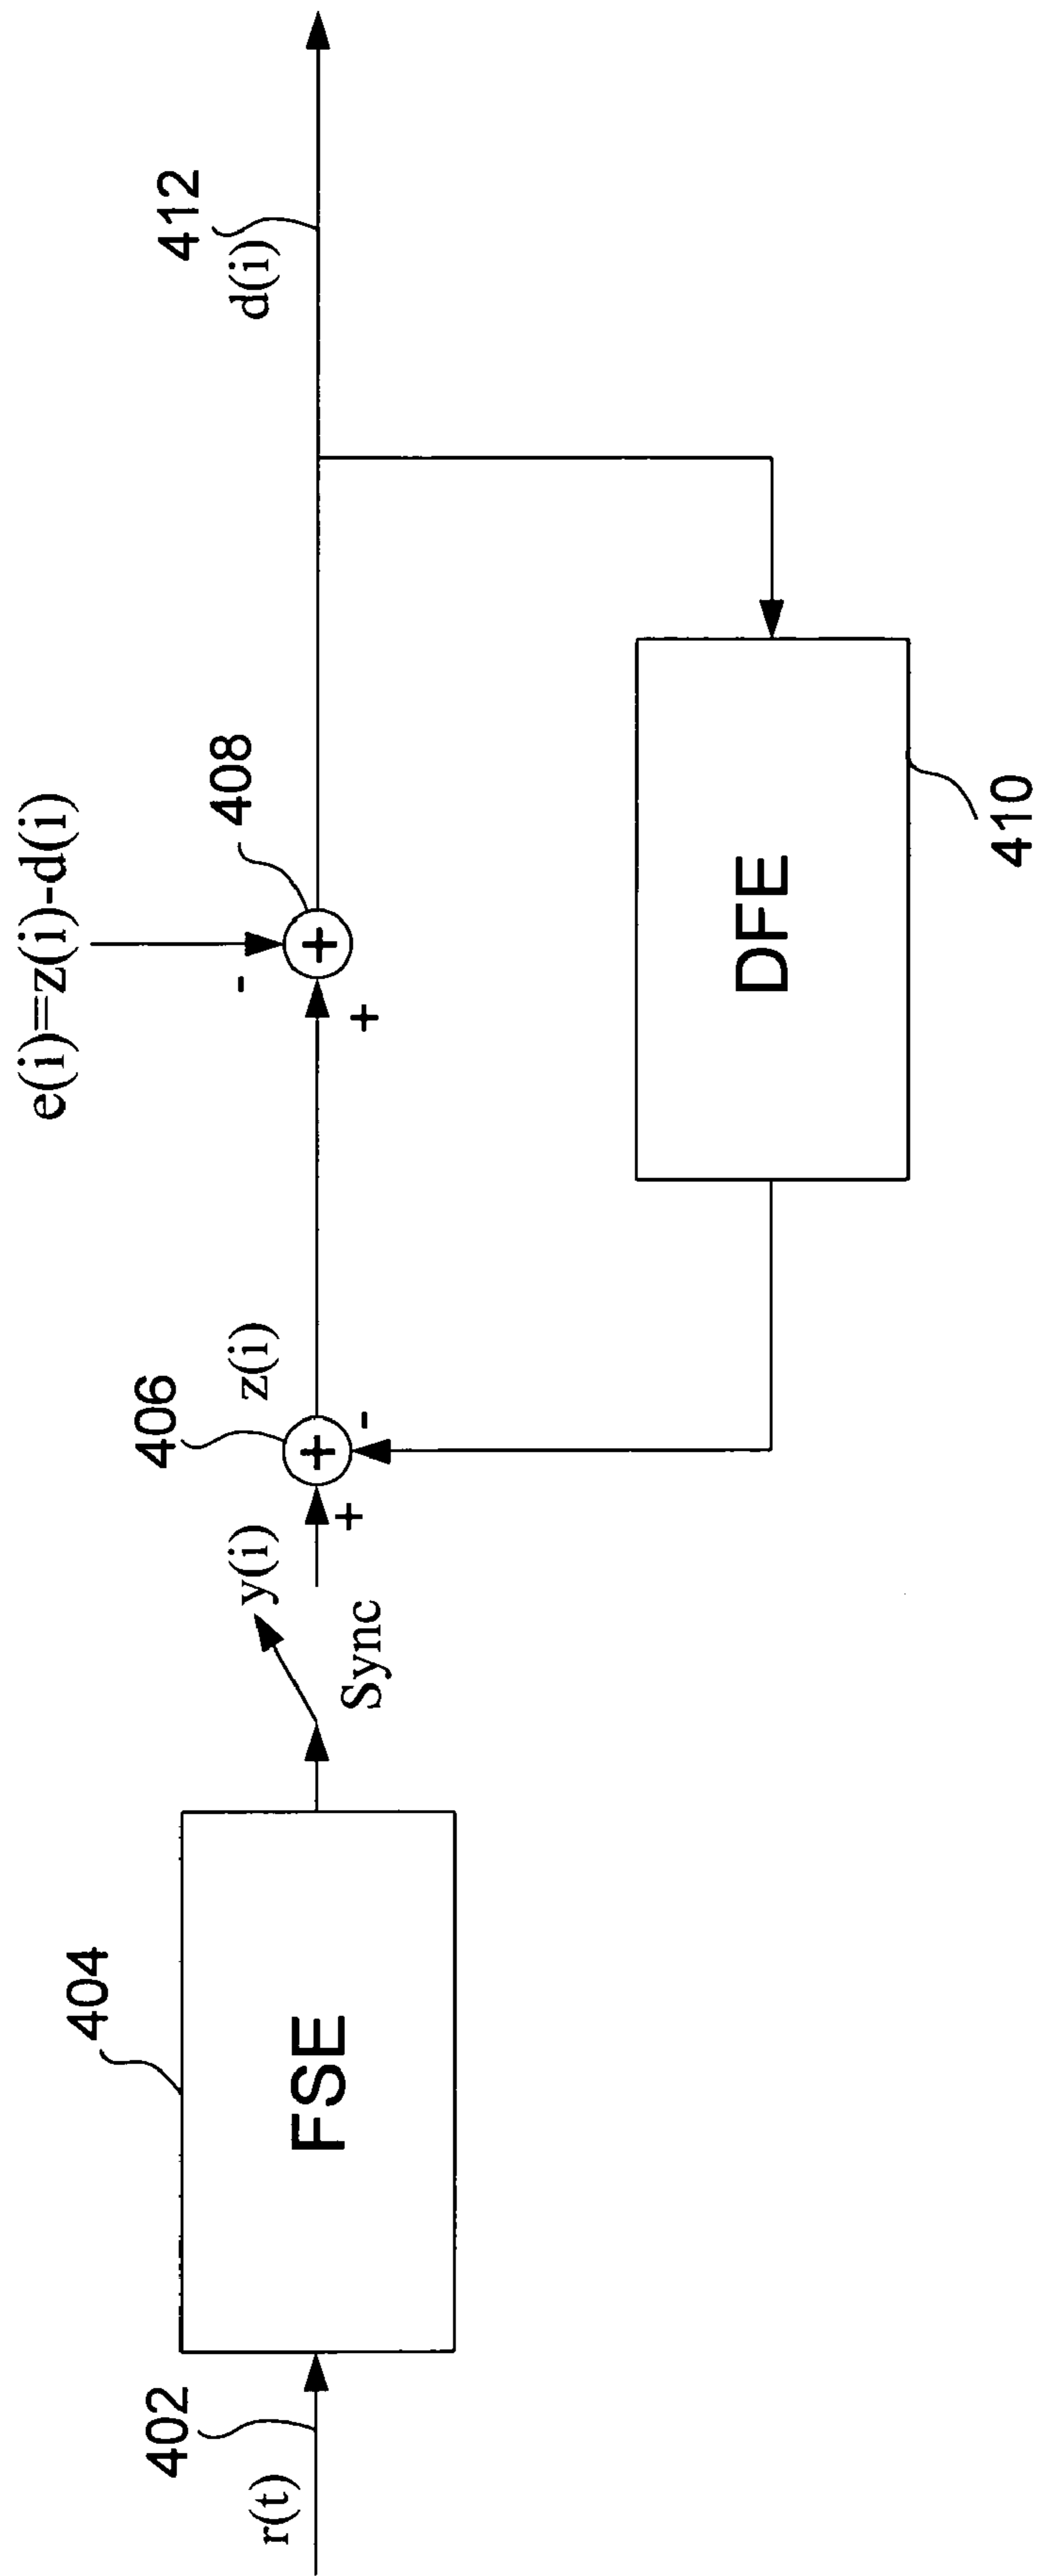 r(t)
402
404
FSE
y(i)
Sync
+
406
+
-
z(i)
e(i)=z(i)-d(i)
-
+
408
+
DFE
410
412
d(i)